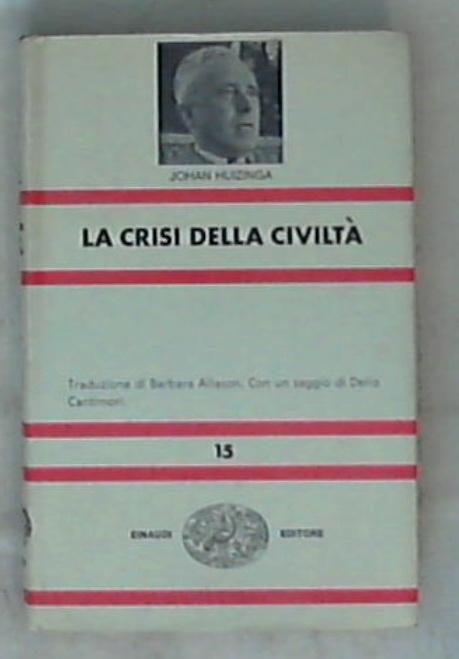 JOHAN HUIZINGA
LA CRISI DELLA CIVILTÀ
Traduzione di Barbara Allason. Con un saggio di Delio
Cantimori.
15
EINAUDI EDITORE